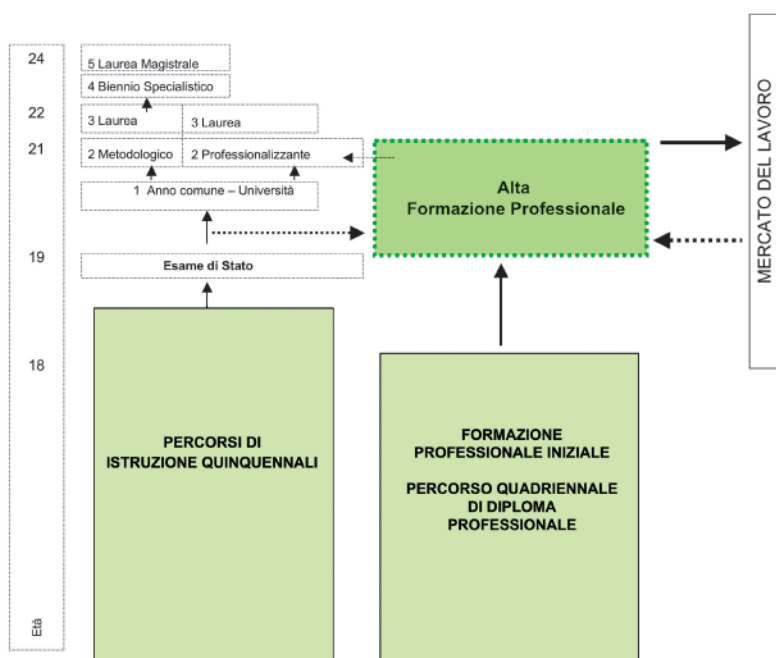 24
5 Laurea Magistrale
4 Biennio Specialistico
22
3 Laurea
3 Laurea
21
2 Metodologico
2 Professionalizzante
1 Anno comune – Università
Alta
Formazione Professionale
MERCATO DEL LAVORO
19
Esame di Stato
18
PERCORSI DI
ISTRUZIONE QUINQUENNALI
FORMAZIONE
PROFESSIONALE INIZIALE
PERCORSO QUADRIENNALE
DI DIPLOMA
PROFESSIONALE
Età